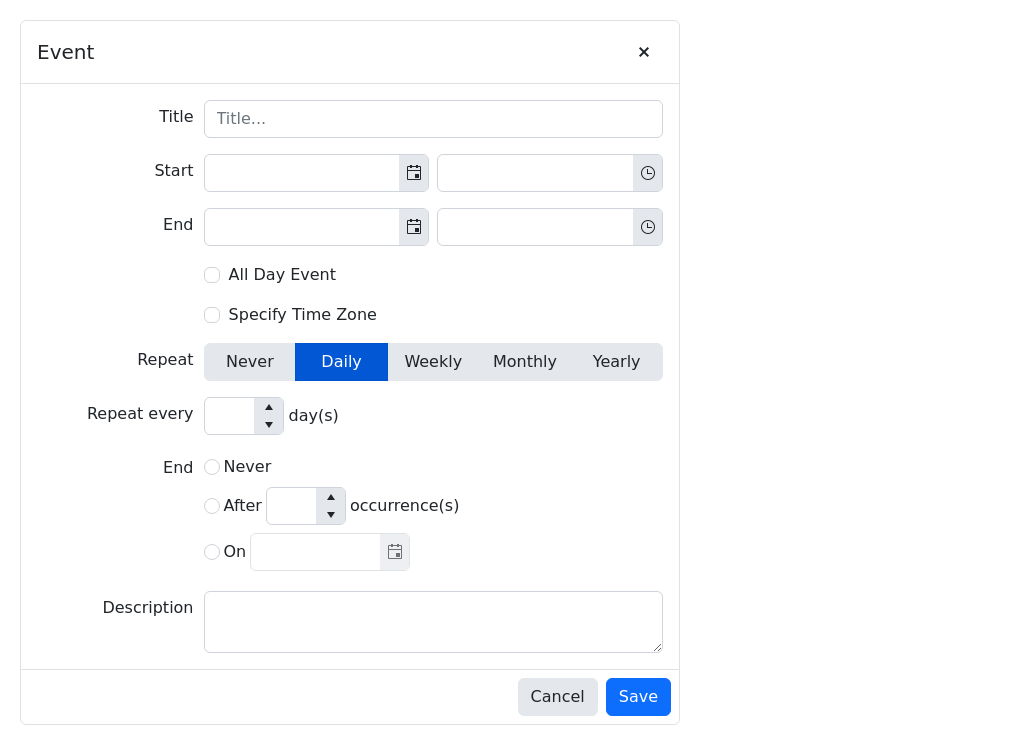 Event
Title Title...
Start
End
All Day Event
Specify Time Zone
Repeat Never Daily Weekly Monthly Yearly
Repeat every day(s)
End Never
After occurrence(s)
On
Description
Cancel Save